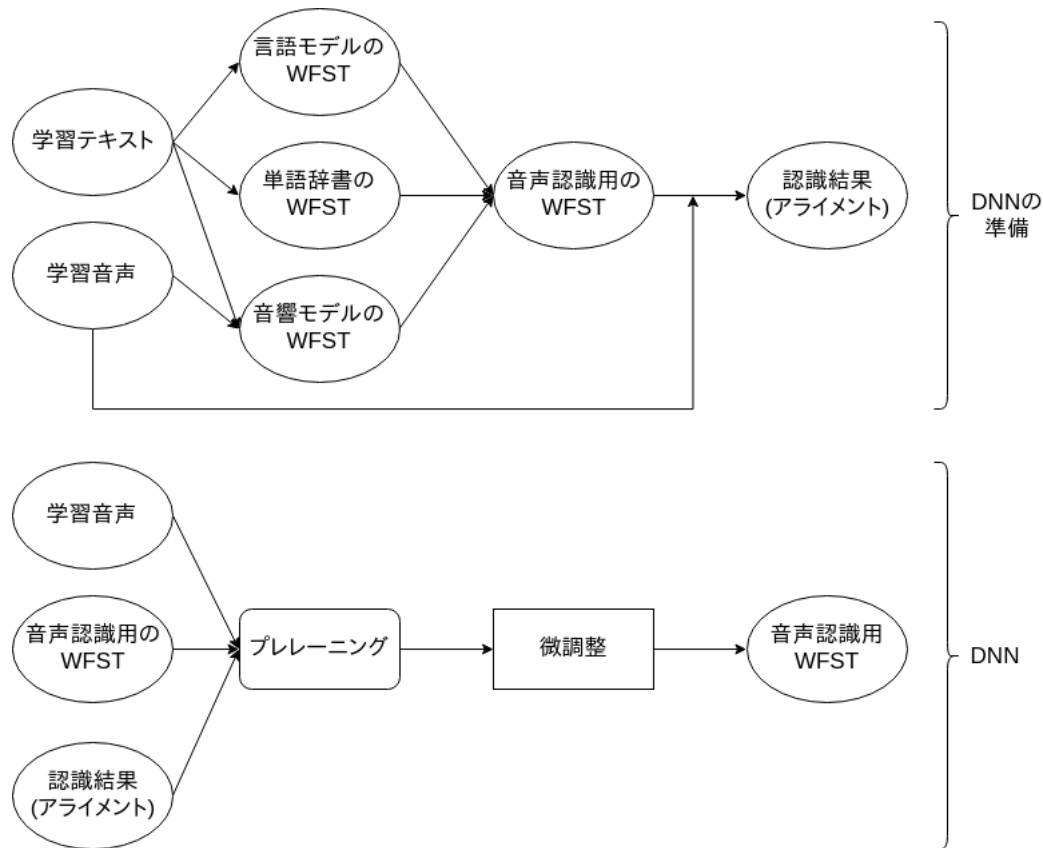 言語モデルの
WFST
学習テキスト
単語辞書の
WFST
音声認識用の
WFST
認識結果
(アライメント)
DNNの
準備
学習音声
音響モデルの
WFST
学習音声
音声認識用の
WFST
プレレーニング
微調整
音声認識用
WFST
DNN
認識結果
(アライメント)